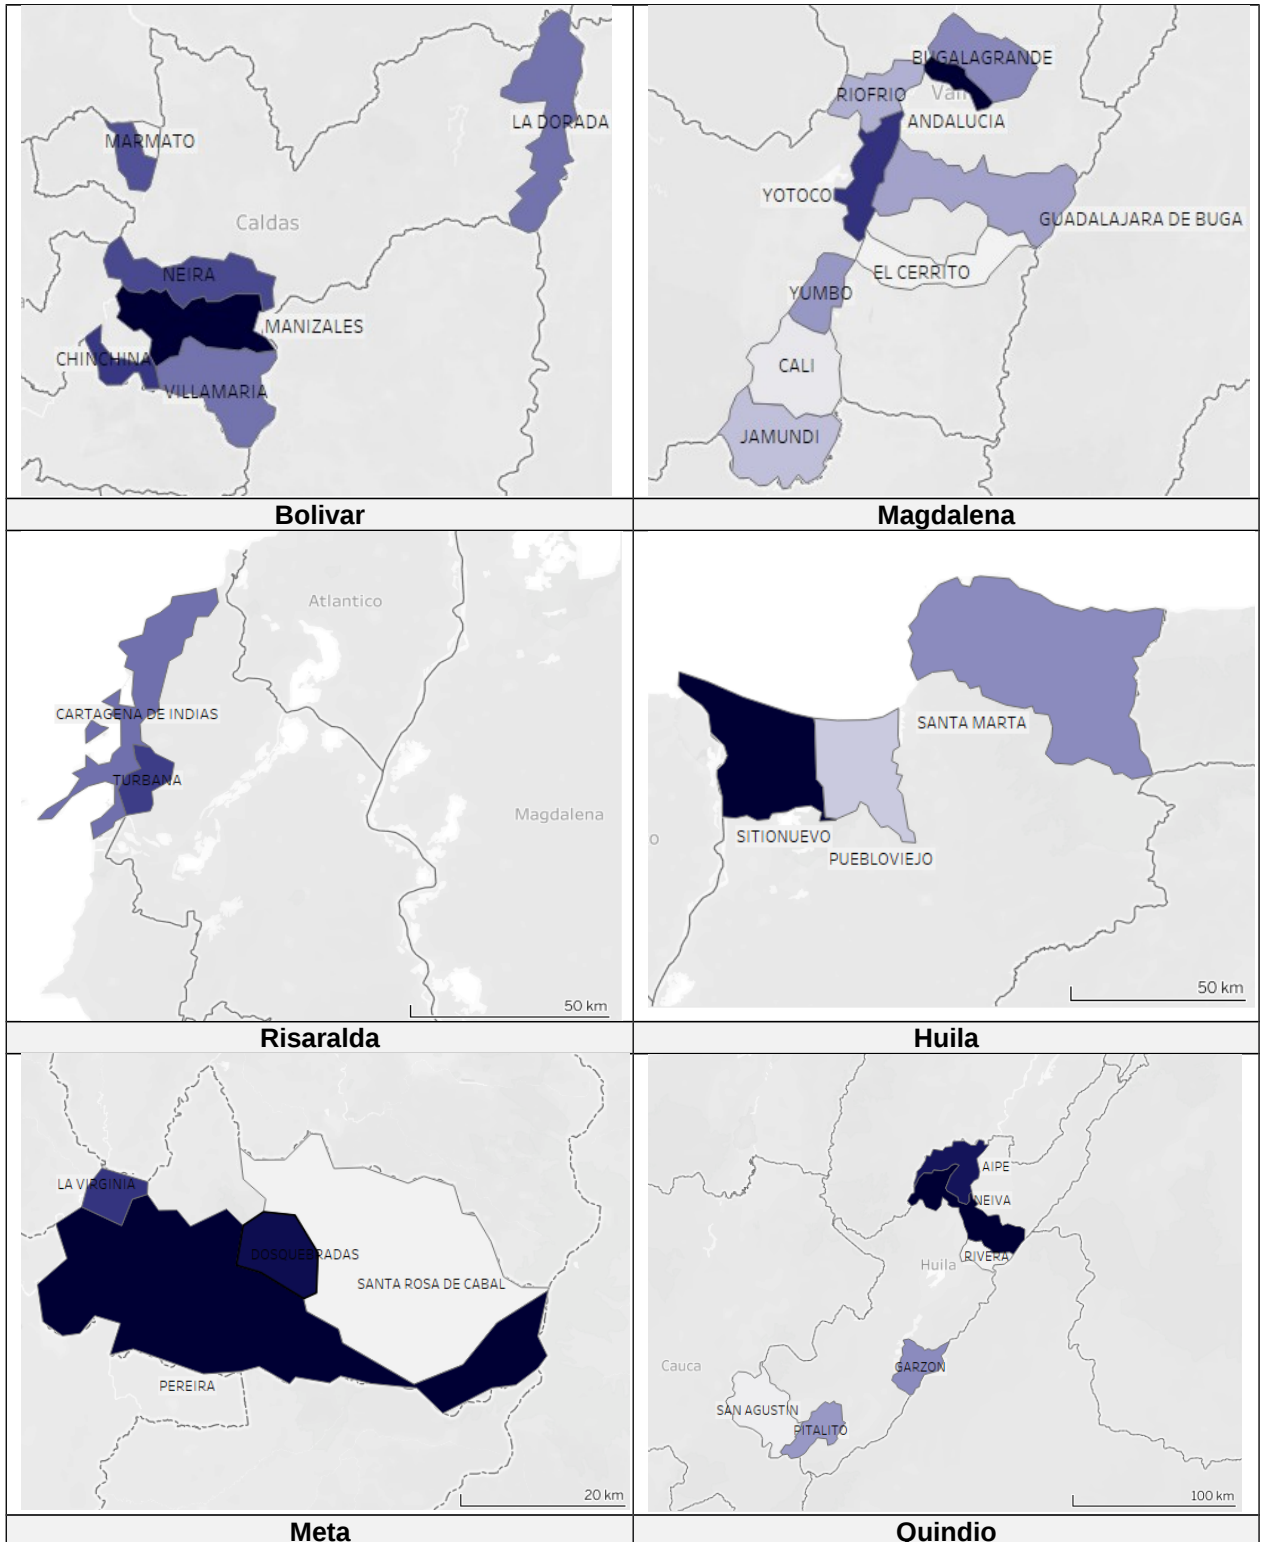 LA DORADA
MARMATO
Caldas
NEIRA
MANIZALES
CHINCHINA
VILLAMARIA
BUGALAGRANDE
RIOFRIO
ANDALUCIA
YOTOCO
GUADALAJARA DE BUGA
EL CERRITO
YUMBO
CALI
JAMUNDI
Bolivar
Magdalena
Atlantico
CARTAGENA DE INDIAS
TURBANA
Magdalena
50 km
SANTA MARTA
SITIONUEVO
PUEBLOVIEJO
50 km
Risaralda
Huila
LA VIRGINIA
DOSQUEBRADAS
SANTA ROSA DE CABAL
PEREIRA
20 km
AIPE
NEIVA
RIVERA
Huila
Cauca
GARZON
SAN AGUSTIN
PITALITO
100 km
Meta
Quindio